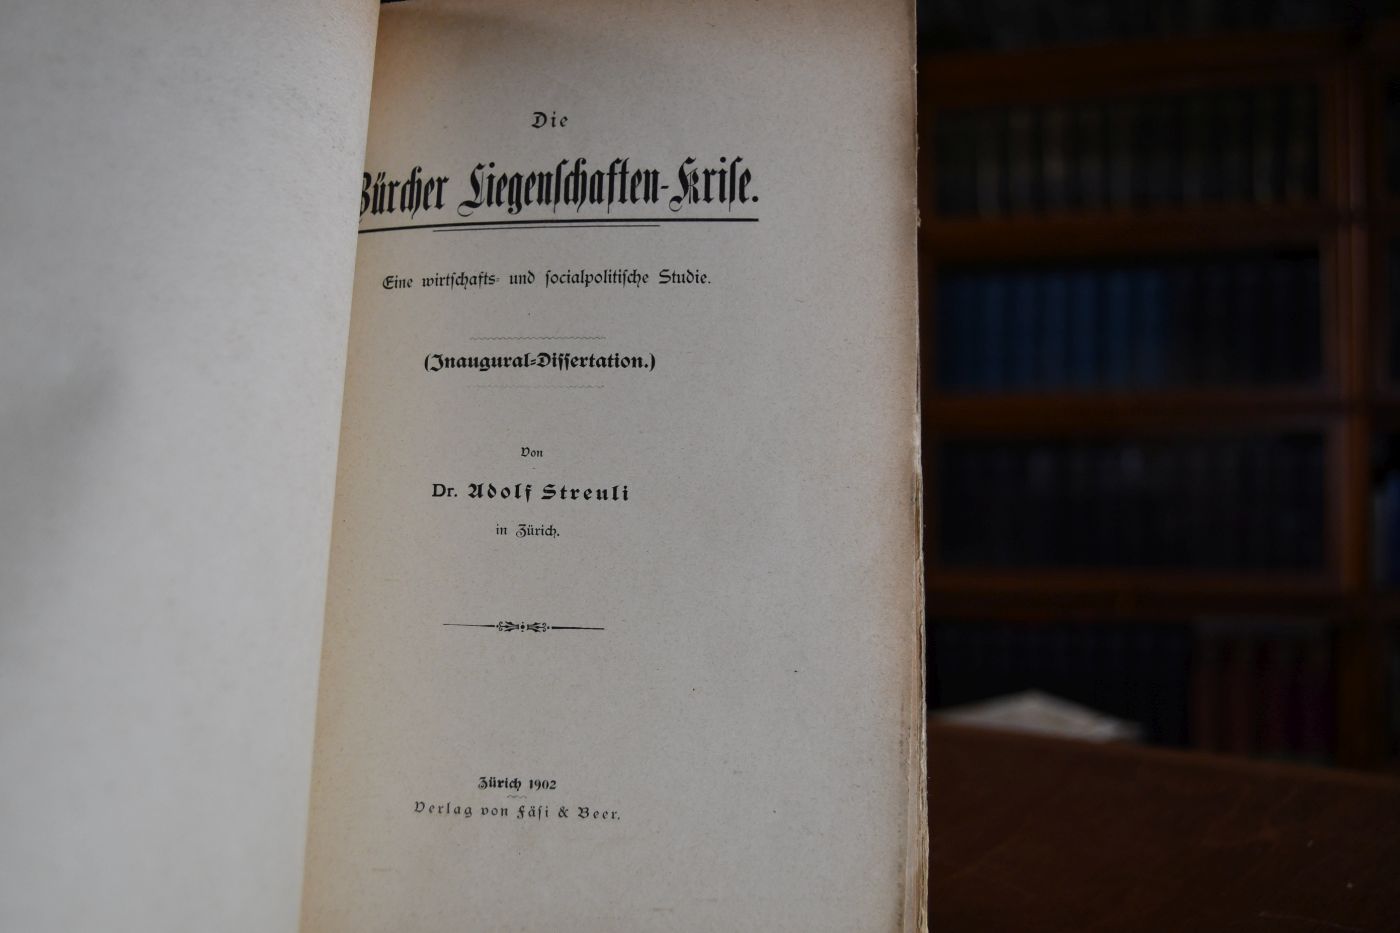 Die
Zürcher Liegenſchaften-Kriſe.
Eine wirtſchafts- und ſocialpolitiſche Studie.
(Inaugural-Diſſertation.)
Von
Dr. Adolf Streuli
in Zürich.
Zürich 1902
Verlag von Fäſi & Beer.